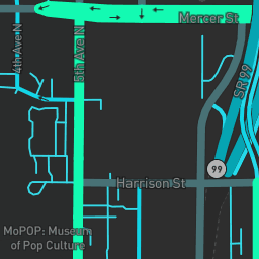 Mercer St
4th Ave N
5th Ave N
SR 99
99
Harrison St
MoPOP:: Museum
of Pop Culture